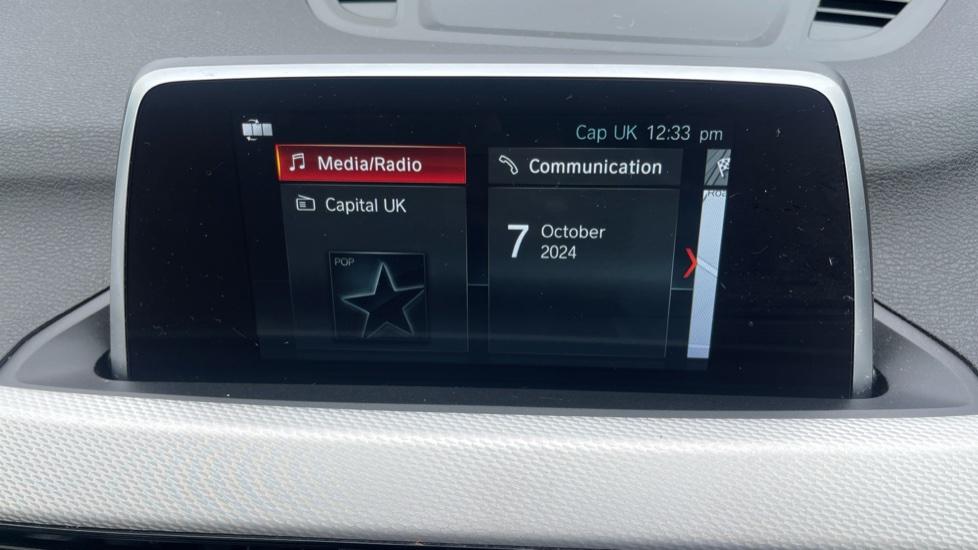 Cap UK 12:33 pm
Media/Radio
Communication
Capital UK
POP
7 October
2024